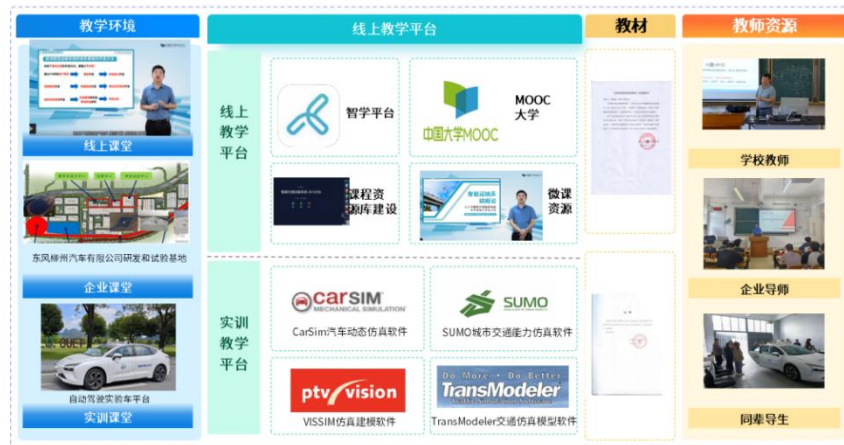 教学环境
线上教学平台
教材
教师资源
线上课堂
东风柳州汽车有限公司研发和试验基地
企业课堂
自动驾驶实验车平台
实训课堂
线上
教学
平台
智学平台
中国大学MOOC
MOOC
大学
课程资
源库建设
微课
资源
实训
教学
平台
CarSIM
MECHANICAL SIMULATION
CarSim汽车动态仿真软件
SUMO
SUMO城市交通能力仿真软件
ptv vision
VISSIM仿真建模软件
Do More • Do Better
TransModeler
Traffic Simulation Software
TransModeler交通仿真模型软件
学校教师
企业导师
同辈导生